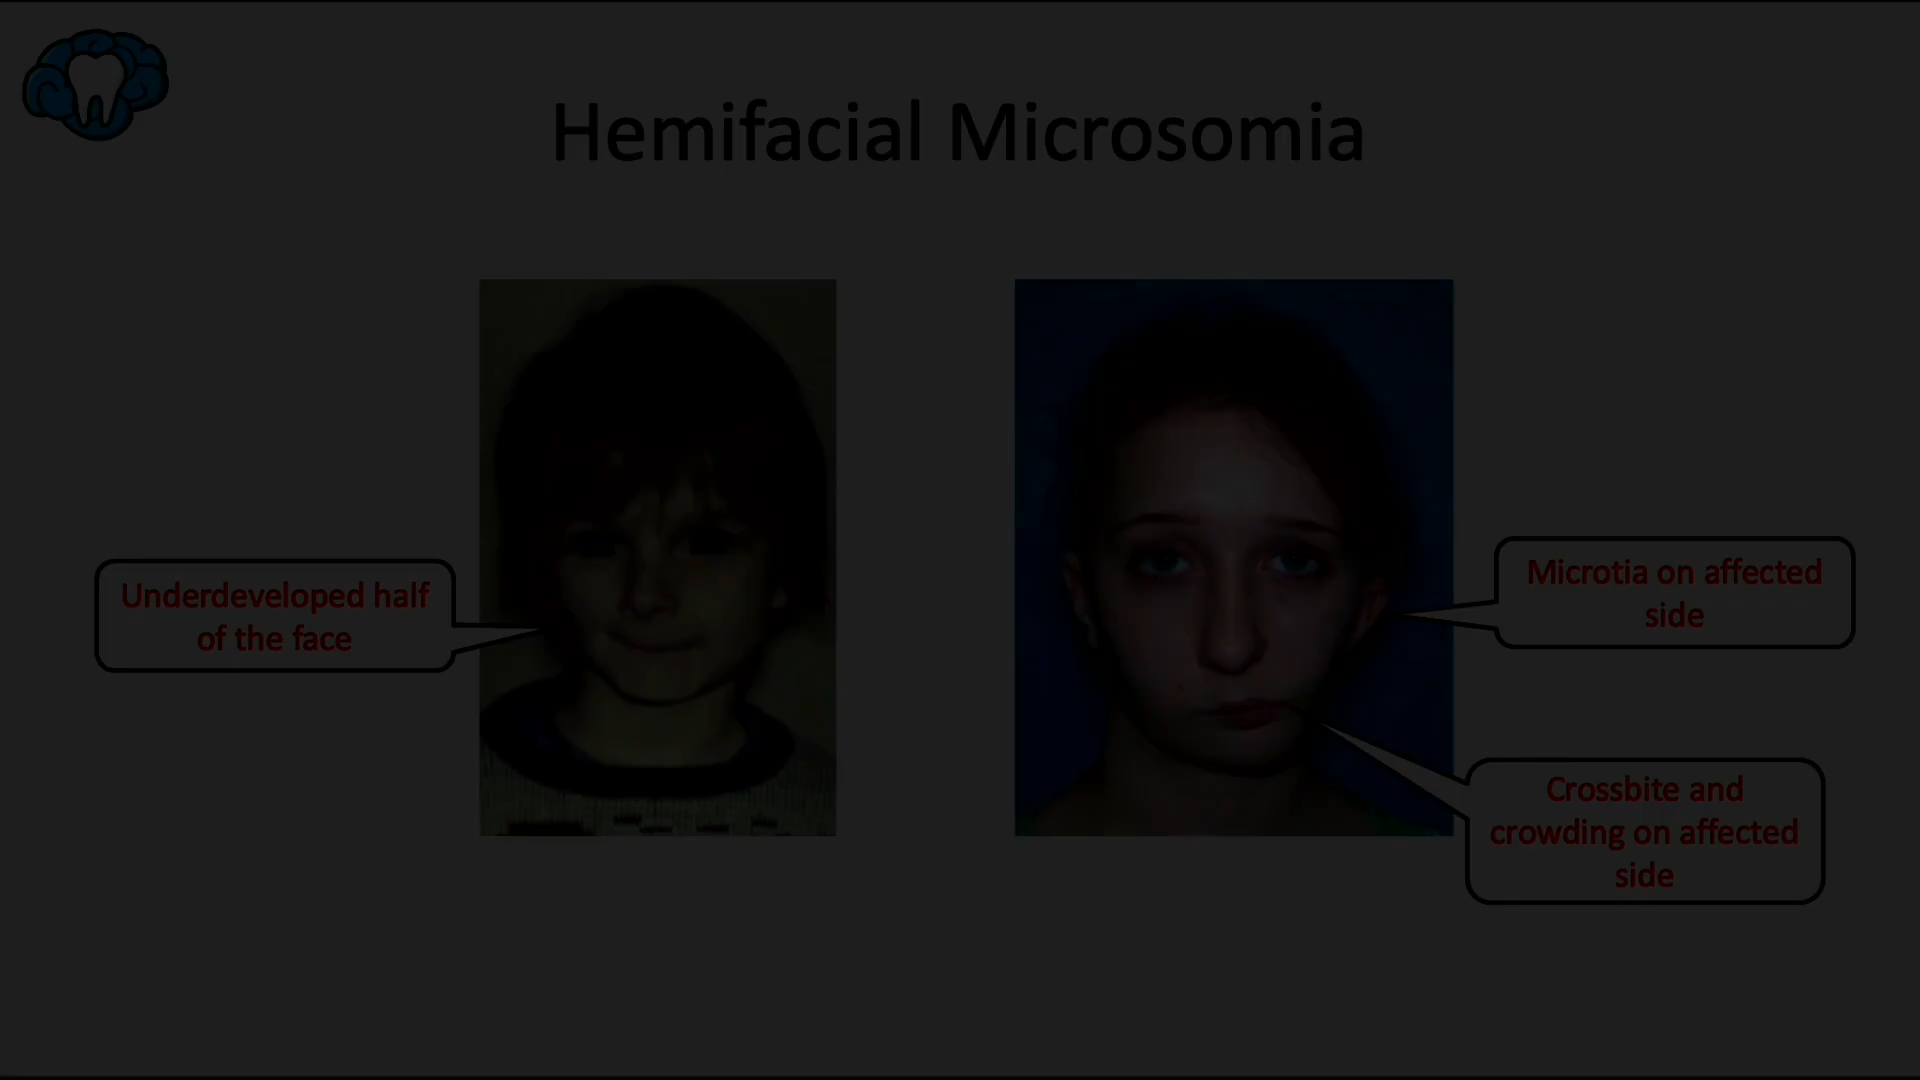 Hemifacial Microsomia
Underdeveloped half
of the face
Microtia on affected
side
Crossbite and
crowding on affected
side